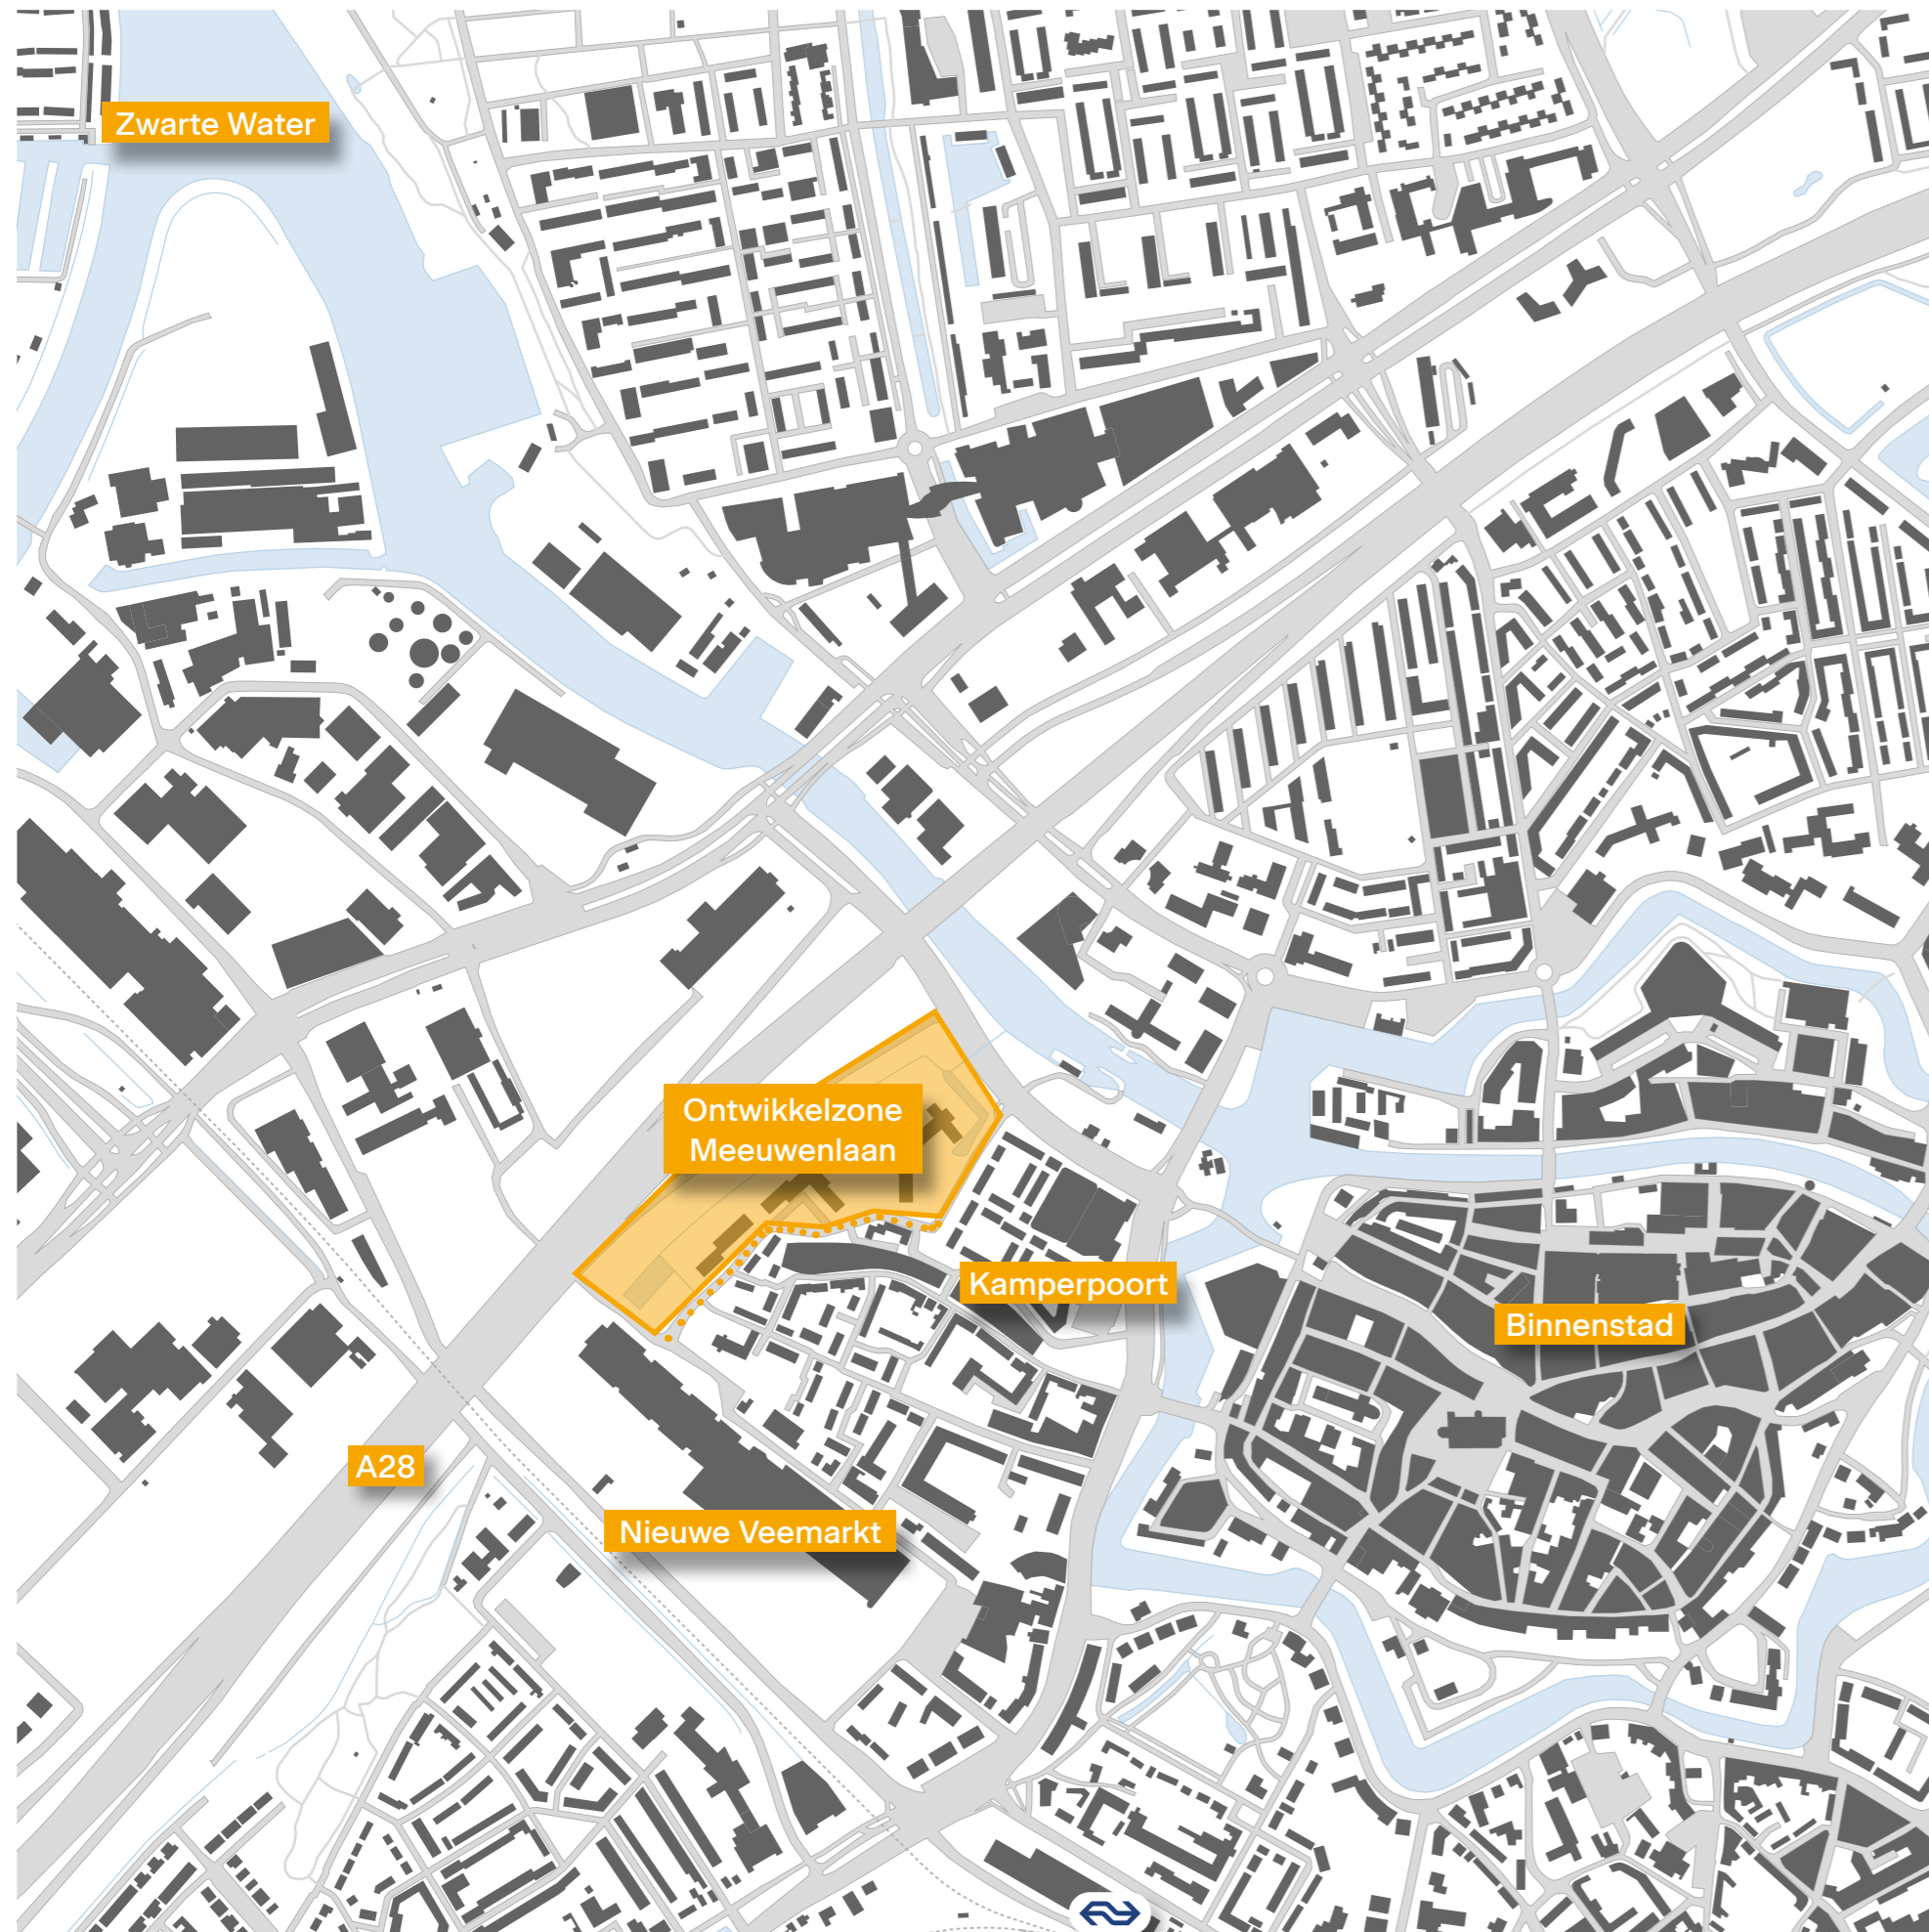 Zwarte Water
Ontwikkelzone
Meeuwenlaan
Kamperpoort
Binnenstad
A28
Nieuwe Veemarkt